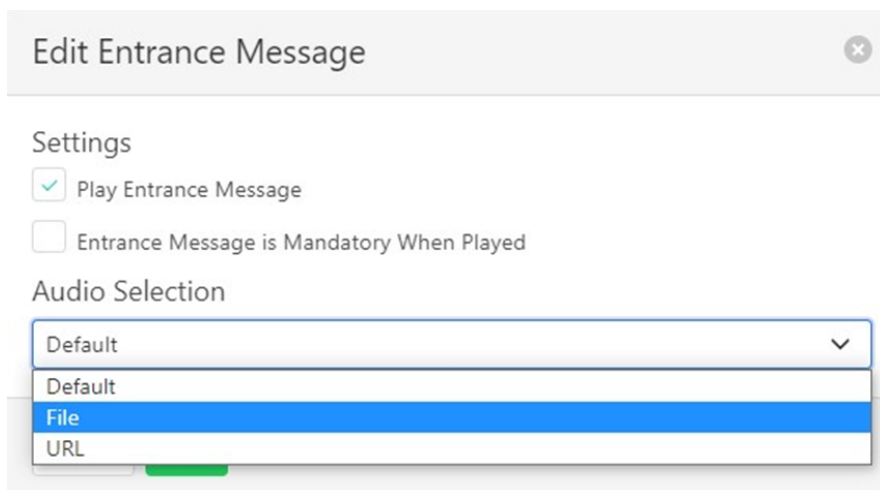 Edit Entrance Message
Settings
Play Entrance Message
Entrance Message is Mandatory When Played
Audio Selection
Default
Default
File
URL